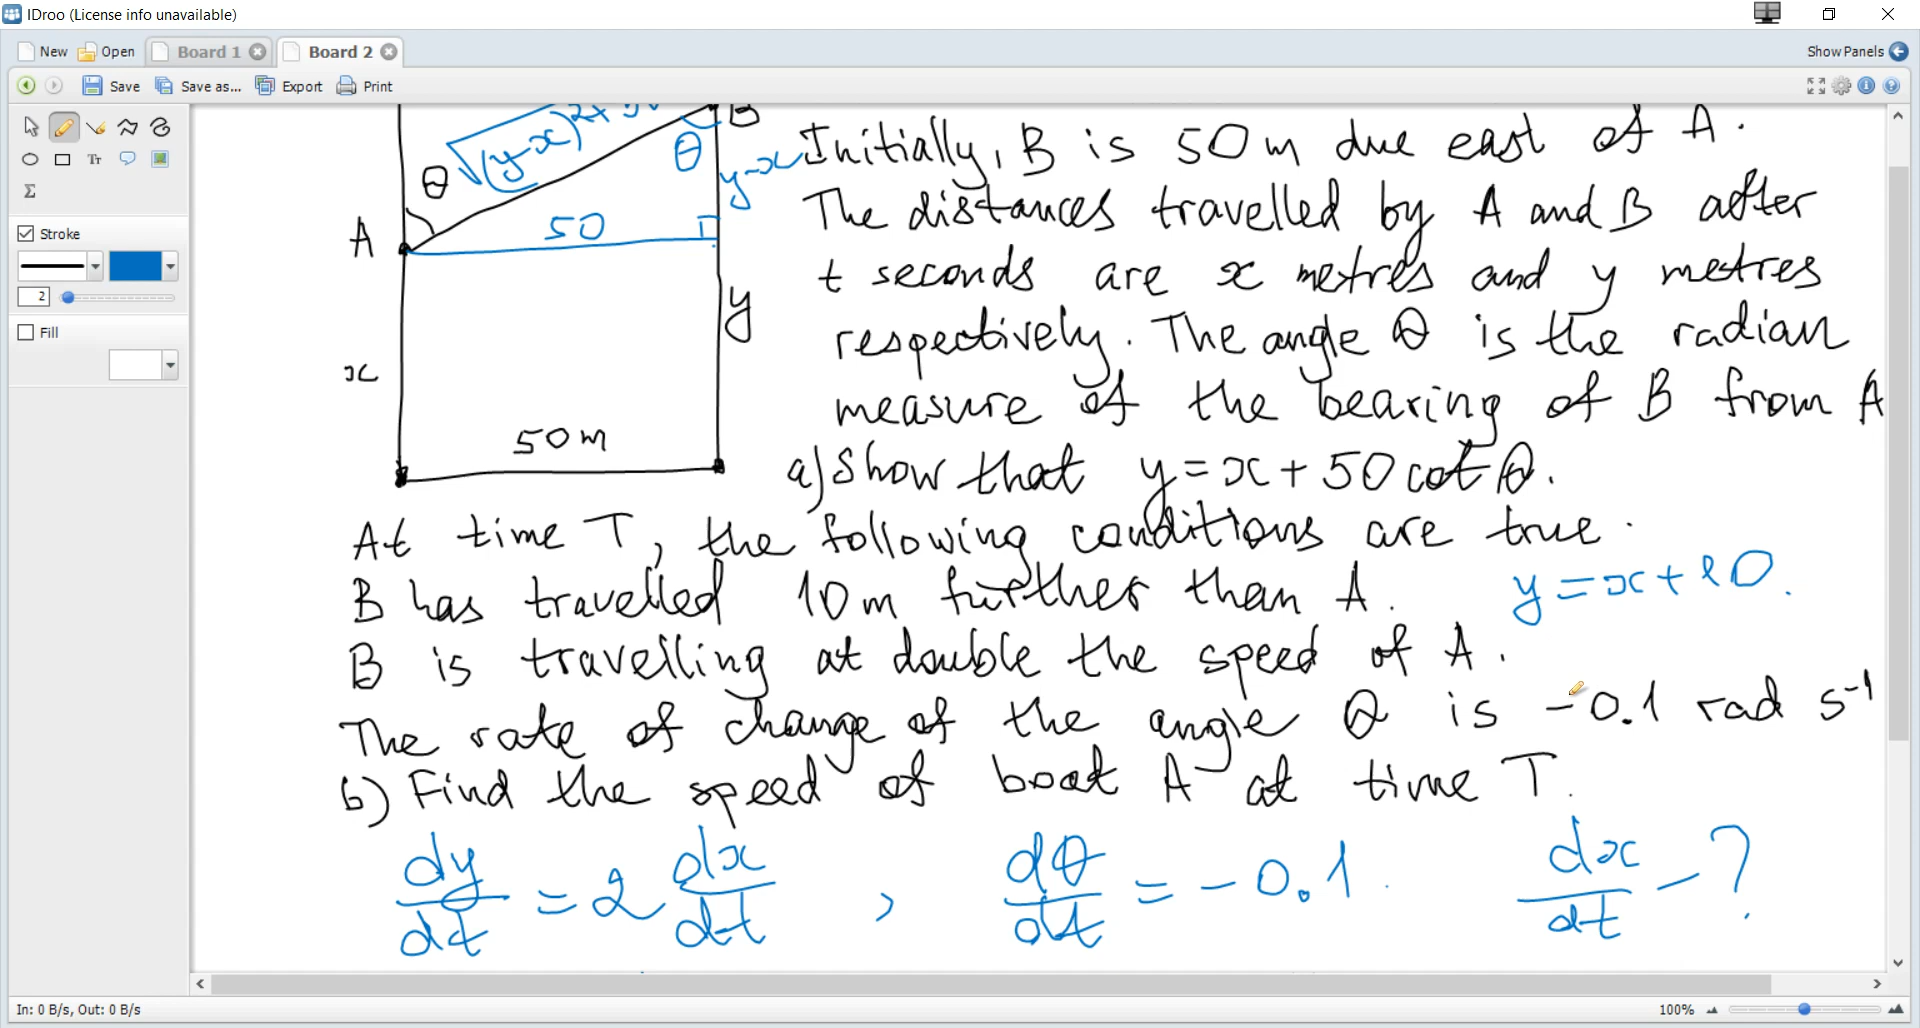 IDroo (License info unavailable)
New Open Board 1 Board 2 Show Panels
Save Save as... Export Print
Tt
Σ
Stroke
2
Fill
B
θ
θ
y-x
A
50
y
x
50 m
Initially, B is 50 m due east of A.
The distances travelled by A and B after
t seconds are x metres and y metres
respectively. The angle θ is the radian
measure of the bearing of B from A
a) Show that y = x + 50 cot θ.
At time T, the following conditions are true.
B has travelled 10 m further than A. y = x + 10.
B is travelling at double the speed of A.
The rate of change of the angle θ is -0.1 rad s⁻¹
b) Find the speed of boat A at time T.
dy/dt = 2 dx/dt , dθ/dt = -0.1. dx/dt - ?
In: 0 B/s, Out: 0 B/s 100%